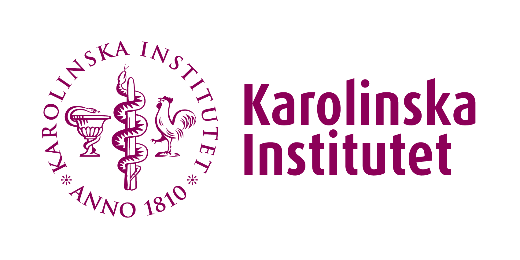 KAROLINSKA INSTITUTET
* ANNO 1810 *
Karolinska
Institutet